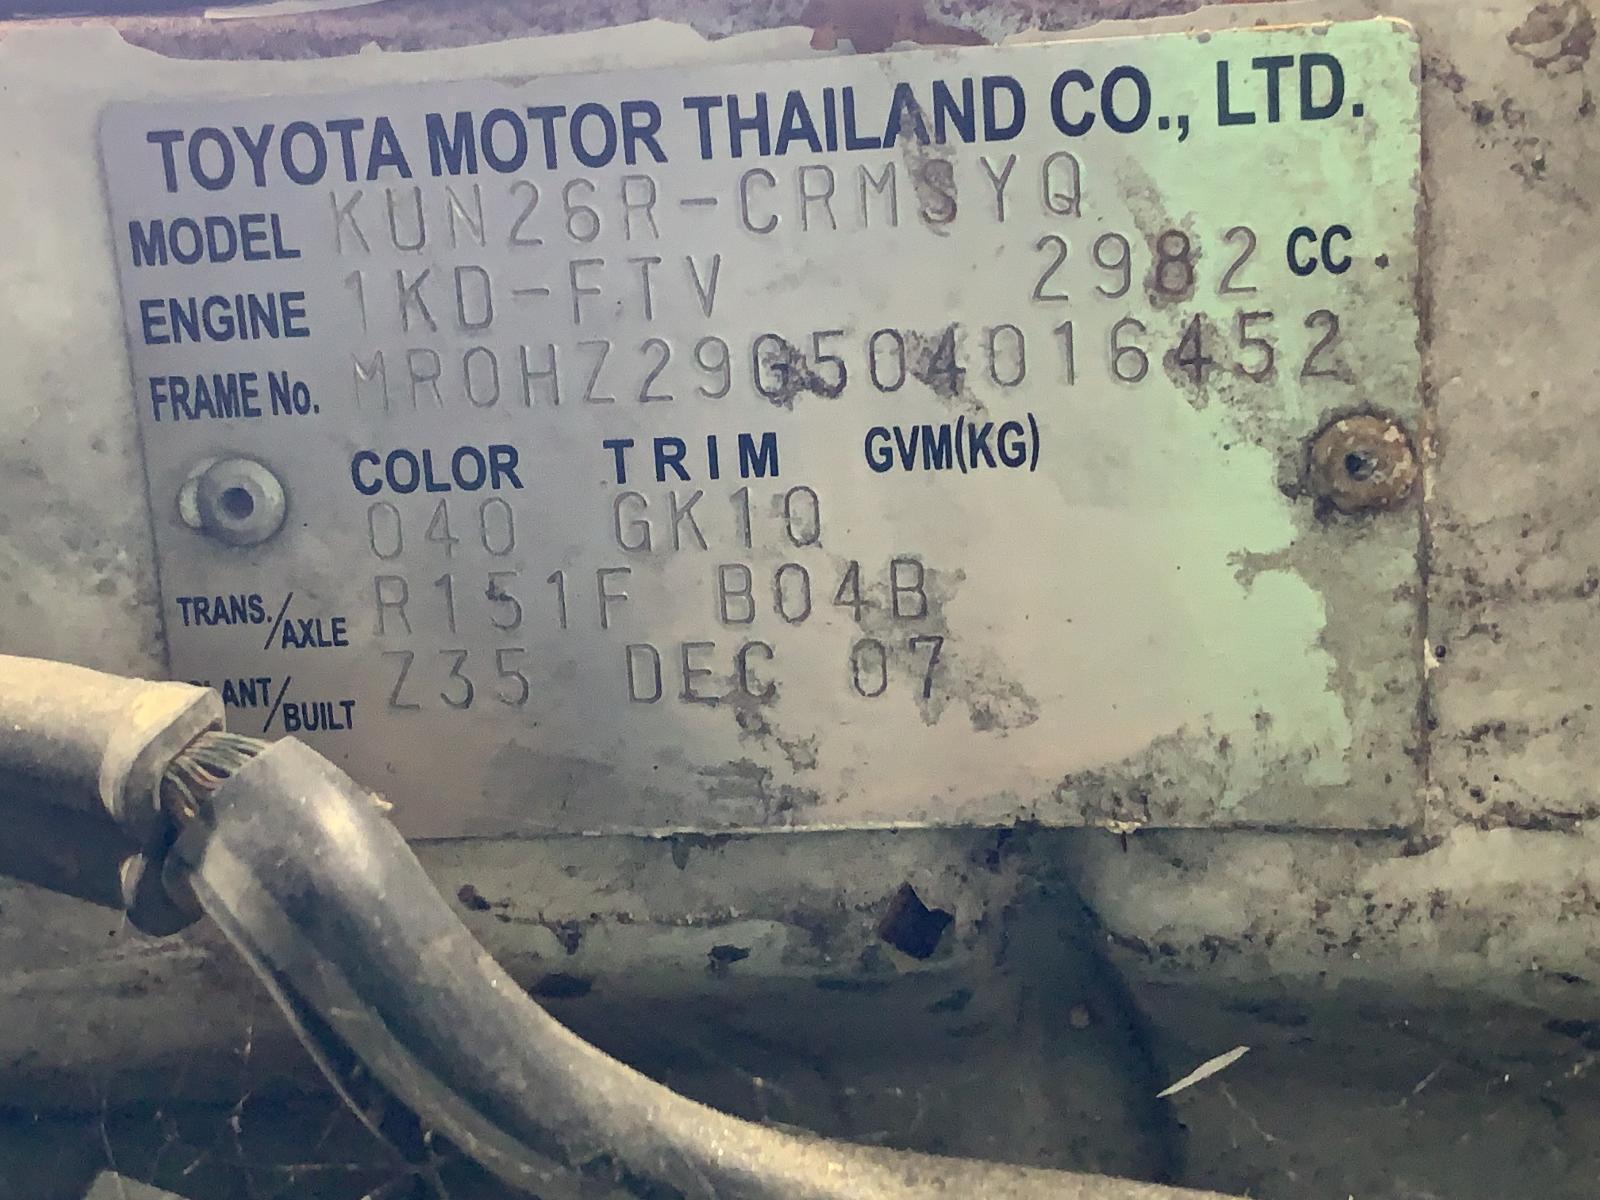 TOYOTA MOTOR THAILAND CO., LTD.
MODEL KUN26R-CRMSYQ
ENGINE 1KD-FTV 2982 CC.
FRAME No. MR0HZ29G504016452
COLOR TRIM GVM(KG)
040 GK10
TRANS./AXLE R151F B04B
LANT/BUILT Z35 DEC 07